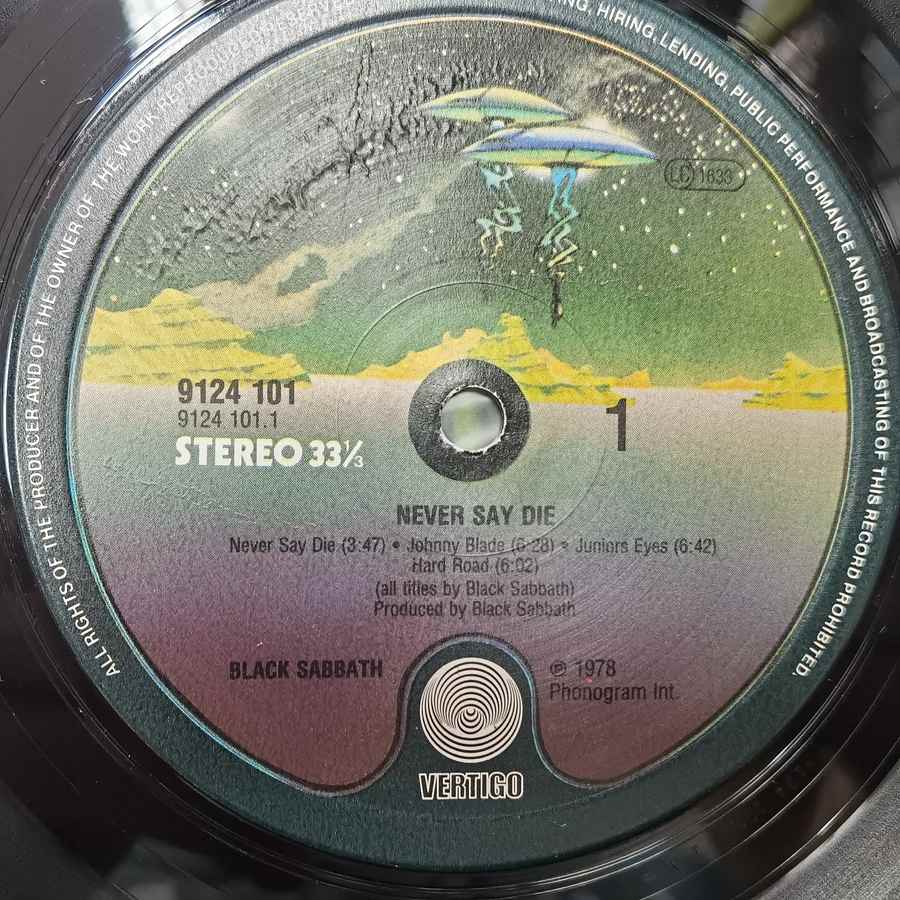 ALL RIGHTS OF THE PRODUCER AND OF THE OWNER OF THE WORK REPRODUCED RESERVED
HIRING, LENDING, PUBLIC PERFORMANCE AND BROADCASTING OF THIS RECORD PROHIBITED.
LC 1633
9124 101
9124 101.1
STEREO 33⅓
1
NEVER SAY DIE
Never Say Die (3:47) • Johnny Blade (6:28) • Juniors Eyes (6:42)
Hard Road (6:02)
(all titles by Black Sabbath)
Produced by Black Sabbath
BLACK SABBATH
℗ 1978
Phonogram Int.
VERTIGO